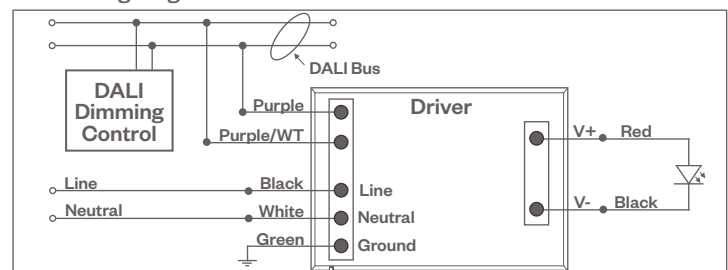 DALI Bus
DALI
Dimming
Control
Purple
Driver
Purple/WT
V+ Red
Line Black Line
Neutral White Neutral
V- Black
Green Ground